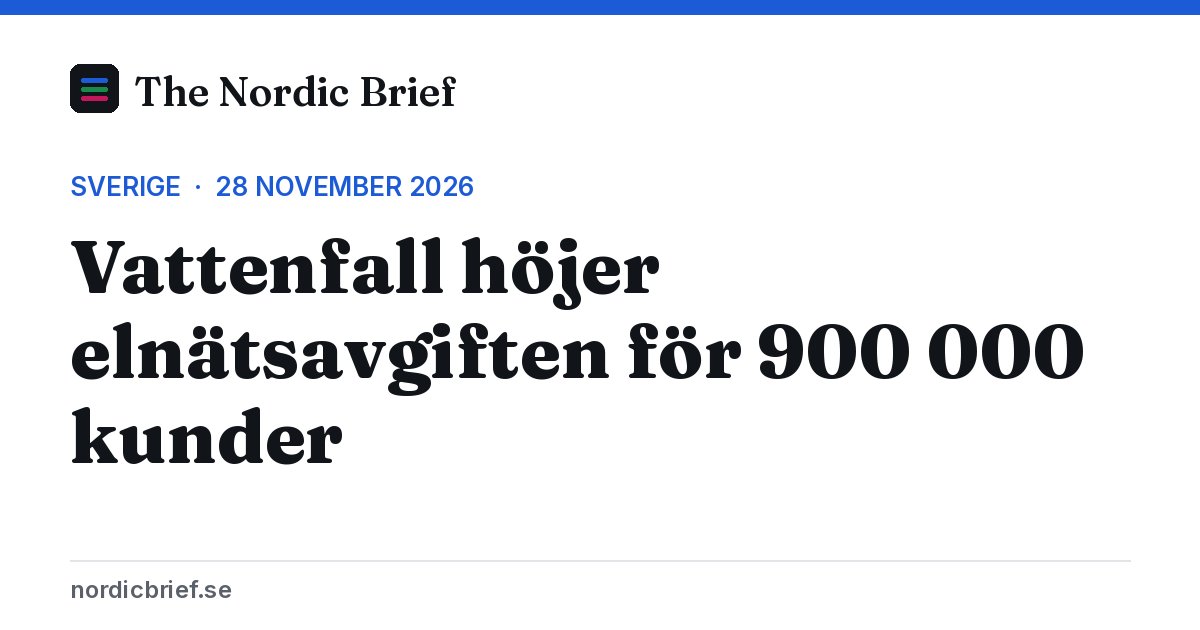 The Nordic Brief
SVERIGE · 28 NOVEMBER 2026
Vattenfall höjer
elnätsavgiften för 900 000
kunder
nordicbrief.se